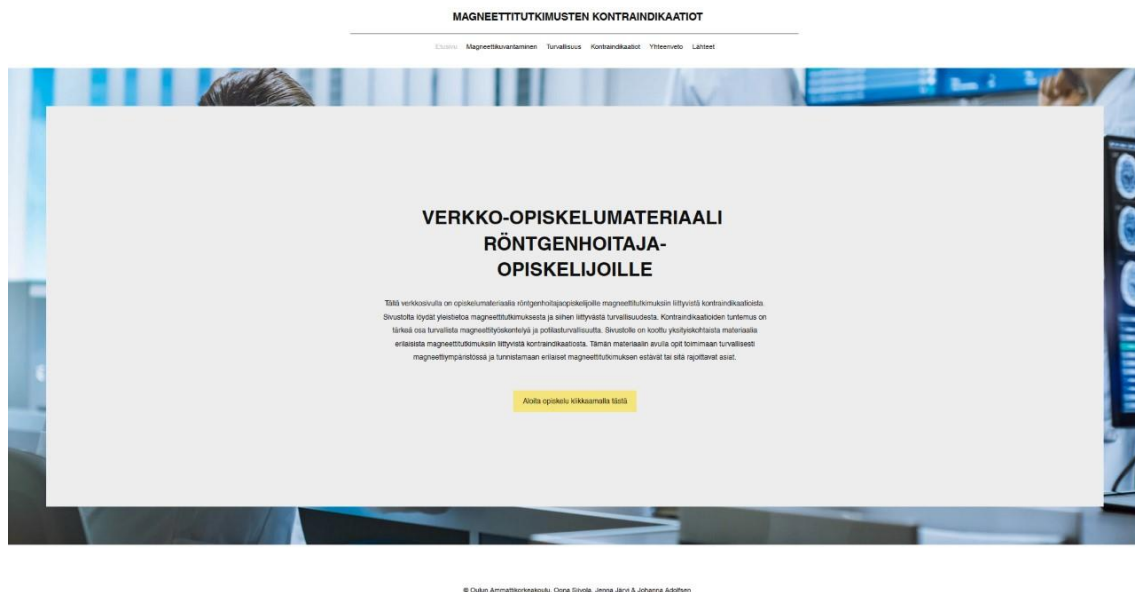 MAGNEETTITUTKIMUSTEN KONTRAINDIKAATIOT
Etusivu Magneettikuvantaminen Turvallisuus Kontraindikaatiot Yhteenveto Lähteet
VERKKO-OPISKELUMATERIAALI
RÖNTGENHOITAJA-
OPISKELIJOILLE
Tällä verkkosivulla on opiskelumateriaalia röntgenhoitajaopiskelijoille magneettitutkimuksiin liittyvistä kontraindikaatioista.
Sivustolta löydät yleistietoa magneettitutkimuksesta ja siihen liittyvästä turvallisuudesta. Kontraindikaatioiden tuntemus on
tärkeä osa turvallista magneettityöskentelyä ja potilasturvallisuutta. Sivustolle on koottu yksityiskohtaista materiaalia
erilaisista magneettitutkimuksiin liittyvistä kontraindikaatiosta. Tämän materiaalin avulla opit toimimaan turvallisesti
magneettiympäristössä ja tunnistamaan erilaiset magneettitutkimuksen estävät tai sitä rajoittavat asiat.
Aloita opiskelu klikkaamalla tästä
© Oulun Ammattikorkeakoulu, Oona Siivola, Jenna Järvi & Johanna Adolfsen